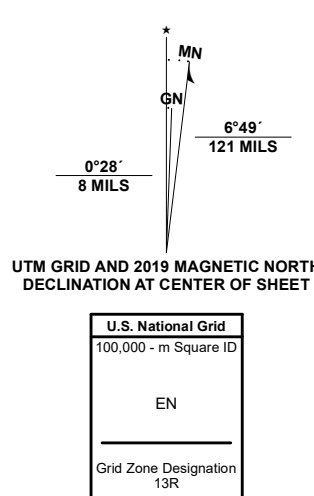 ★
MN
GN
6°49´
121 MILS
0°28´
8 MILS
UTM GRID AND 2019 MAGNETIC NORTH
DECLINATION AT CENTER OF SHEET
U.S. National Grid
100,000 - m Square ID
EN
Grid Zone Designation
13R